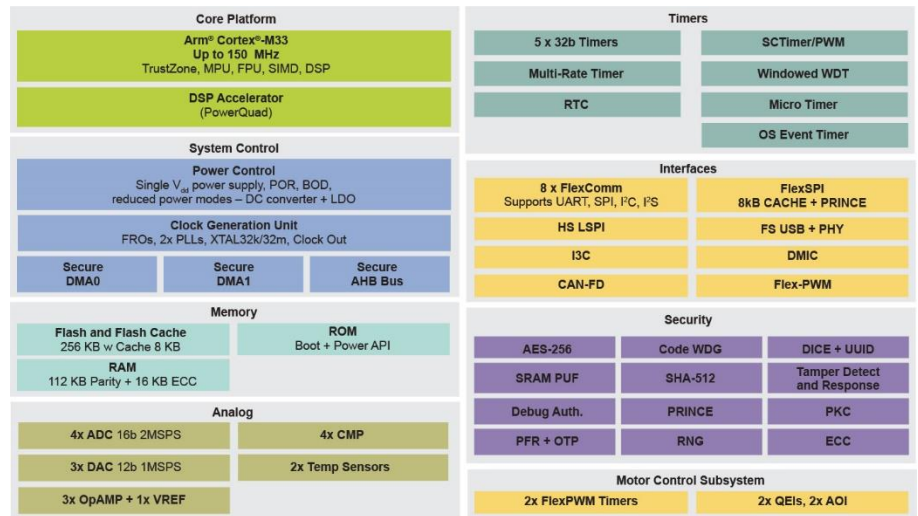 Core Platform
Arm® Cortex®-M33
Up to 150 MHz
TrustZone, MPU, FPU, SIMD, DSP
DSP Accelerator
(PowerQuad)
System Control
Power Control
Single Vdd power supply, POR, BOD,
reduced power modes – DC converter + LDO
Clock Generation Unit
FROs, 2x PLLs, XTAL32k/32m, Clock Out
Secure
DMA0
Secure
DMA1
Secure
AHB Bus
Memory
Flash and Flash Cache
256 KB w Cache 8 KB
ROM
Boot + Power API
RAM
112 KB Parity + 16 KB ECC
Analog
4x ADC 16b 2MSPS
4x CMP
3x DAC 12b 1MSPS
2x Temp Sensors
3x OpAMP + 1x VREF
Timers
5 x 32b Timers
SCTimer/PWM
Multi-Rate Timer
Windowed WDT
RTC
Micro Timer
OS Event Timer
Interfaces
8 x FlexComm
Supports UART, SPI, I²C, I²S
FlexSPI
8kB CACHE + PRINCE
HS LSPI
FS USB + PHY
I3C
DMIC
CAN-FD
Flex-PWM
Security
AES-256
Code WDG
DICE + UUID
SRAM PUF
SHA-512
Tamper Detect
and Response
Debug Auth.
PRINCE
PKC
PFR + OTP
RNG
ECC
Motor Control Subsystem
2x FlexPWM Timers
2x QEIs, 2x AOI